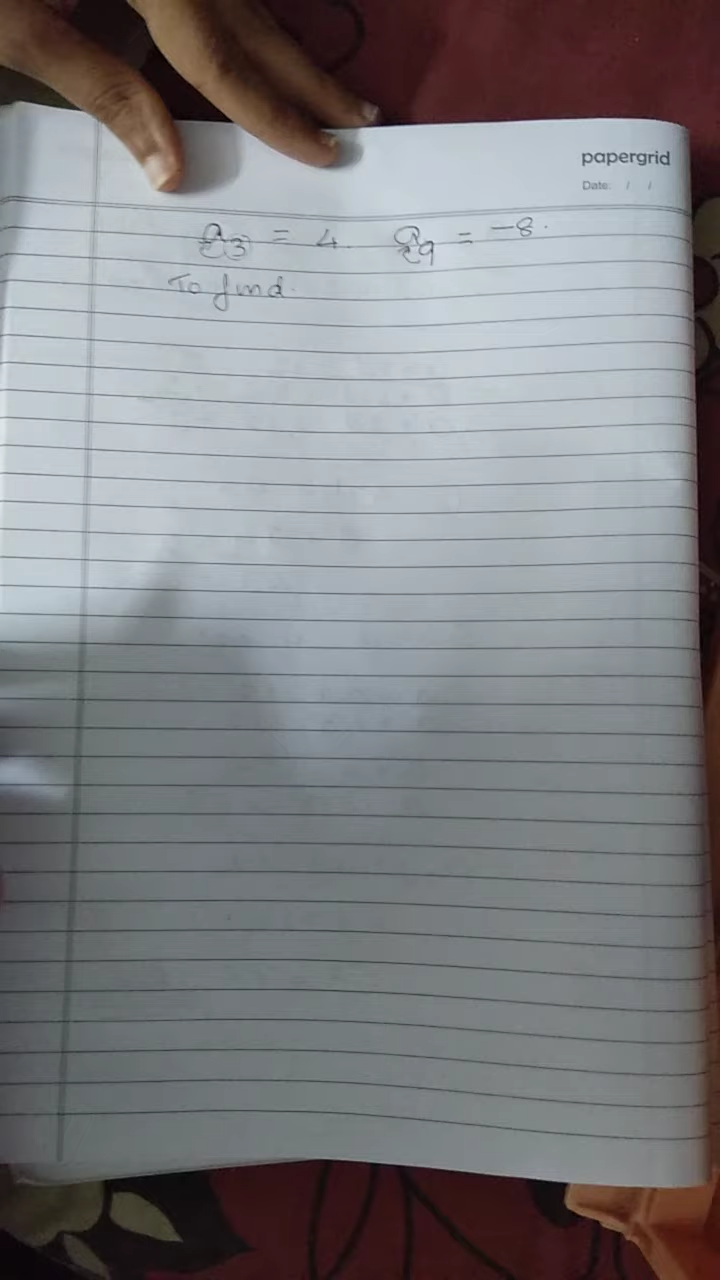 papergrid
Date: / /
a3 = 4. a9 = -8.
To find.